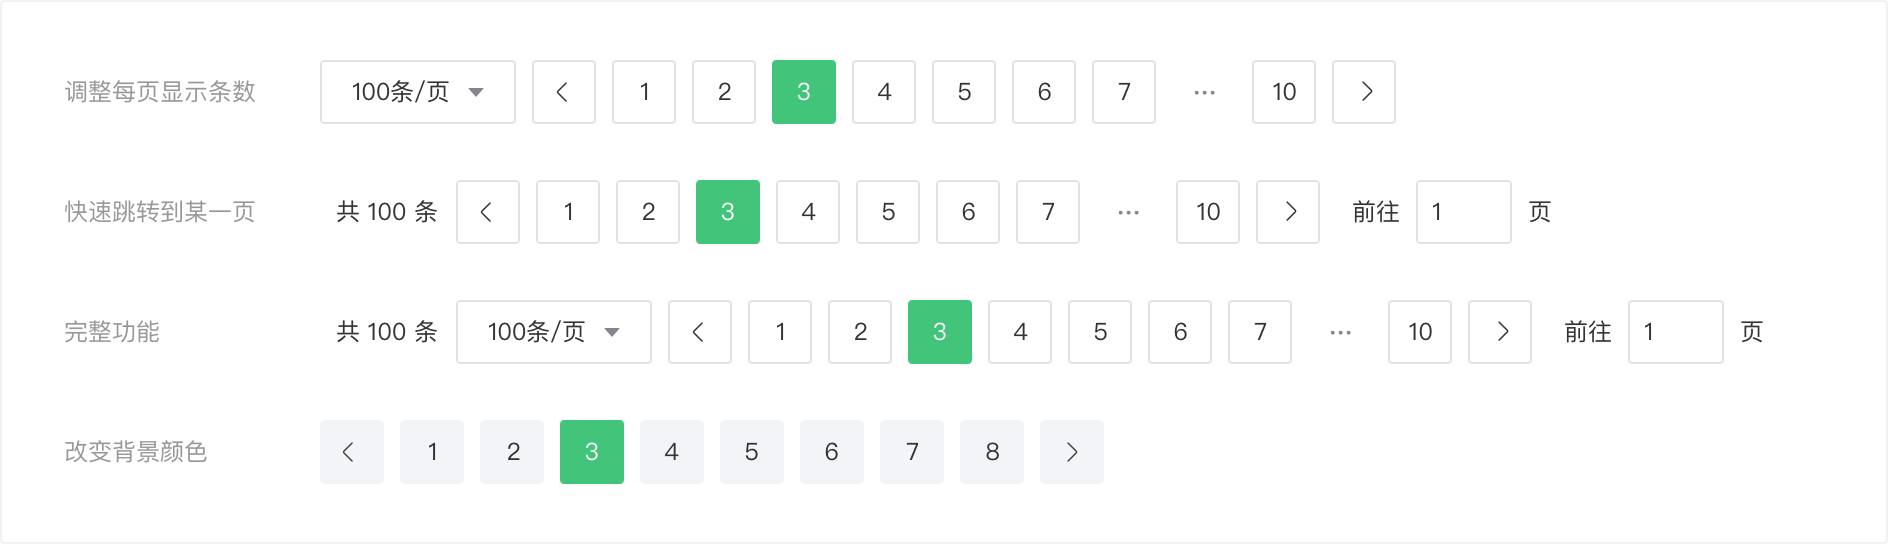 调整每页显示条数 100条/页 < 1 2 3 4 5 6 7 ··· 10 >
快速跳转到某一页 共 100 条 < 1 2 3 4 5 6 7 ··· 10 > 前往 1 页
完整功能 共 100 条 100条/页 < 1 2 3 4 5 6 7 ··· 10 > 前往 1 页
改变背景颜色 < 1 2 3 4 5 6 7 8 >